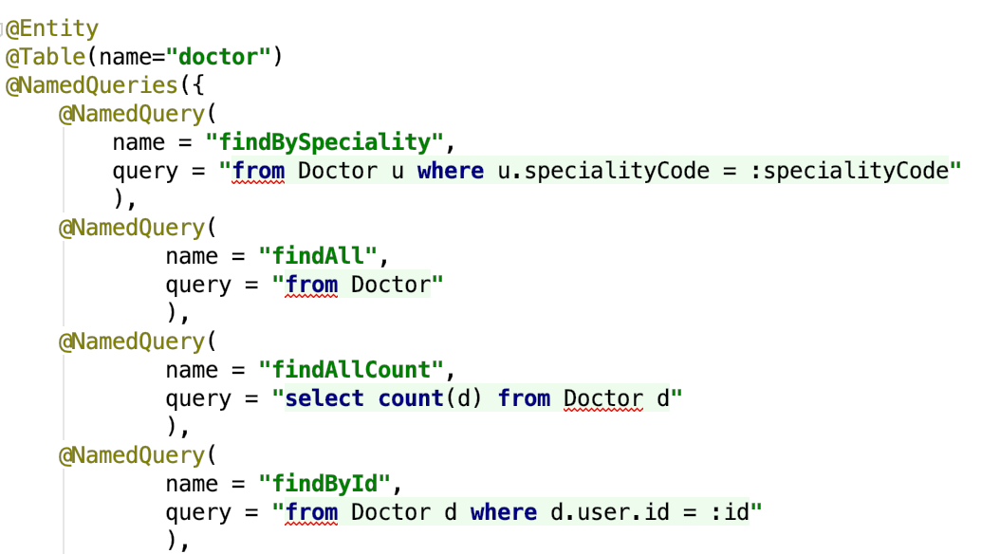 @Entity
@Table(name="doctor")
@NamedQueries({
@NamedQuery(
name = "findBySpeciality",
query = "from Doctor u where u.specialityCode = :specialityCode"
),
@NamedQuery(
name = "findAll",
query = "from Doctor"
),
@NamedQuery(
name = "findAllCount",
query = "select count(d) from Doctor d"
),
@NamedQuery(
name = "findById",
query = "from Doctor d where d.user.id = :id"
),